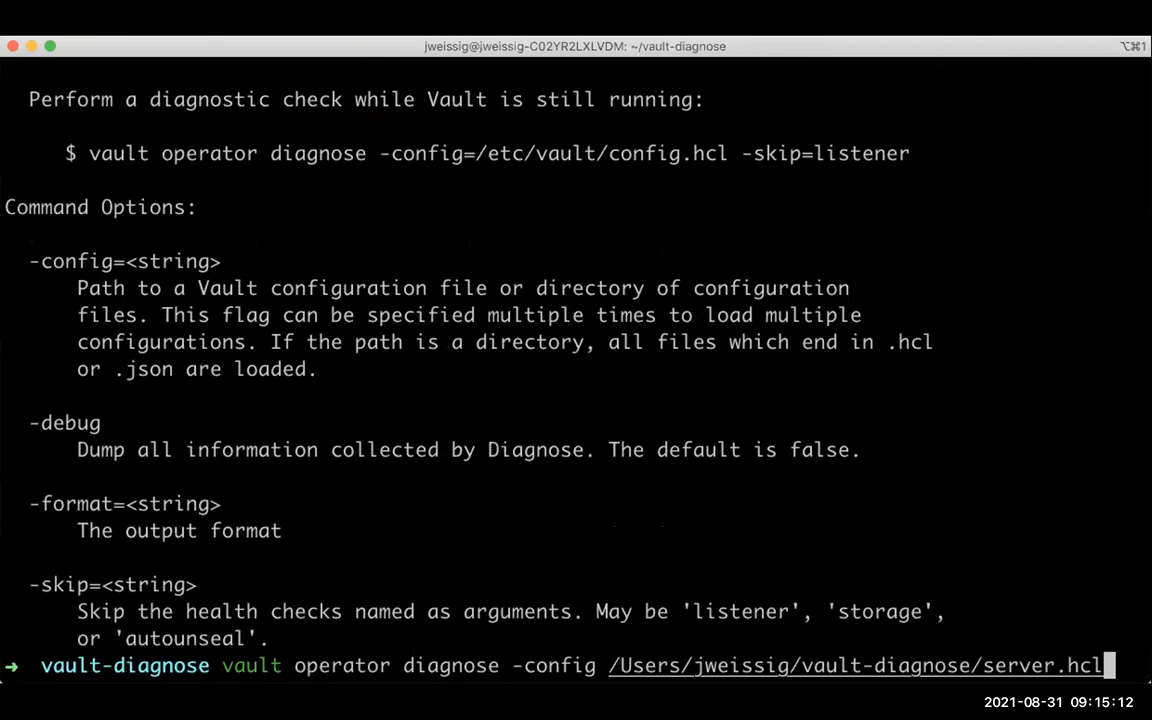 jweissig@jweissig-C02YR2LXLVDM: ~/vault-diagnose
⌥⌘1
Perform a diagnostic check while Vault is still running:
$ vault operator diagnose -config=/etc/vault/config.hcl -skip=listener
Command Options:
-config=<string>
Path to a Vault configuration file or directory of configuration
files. This flag can be specified multiple times to load multiple
configurations. If the path is a directory, all files which end in .hcl
or .json are loaded.
-debug
Dump all information collected by Diagnose. The default is false.
-format=<string>
The output format
-skip=<string>
Skip the health checks named as arguments. May be 'listener', 'storage',
or 'autounseal'.
➜ vault-diagnose vault operator diagnose -config /Users/jweissig/vault-diagnose/server.hcl
2021-08-31 09:15:12